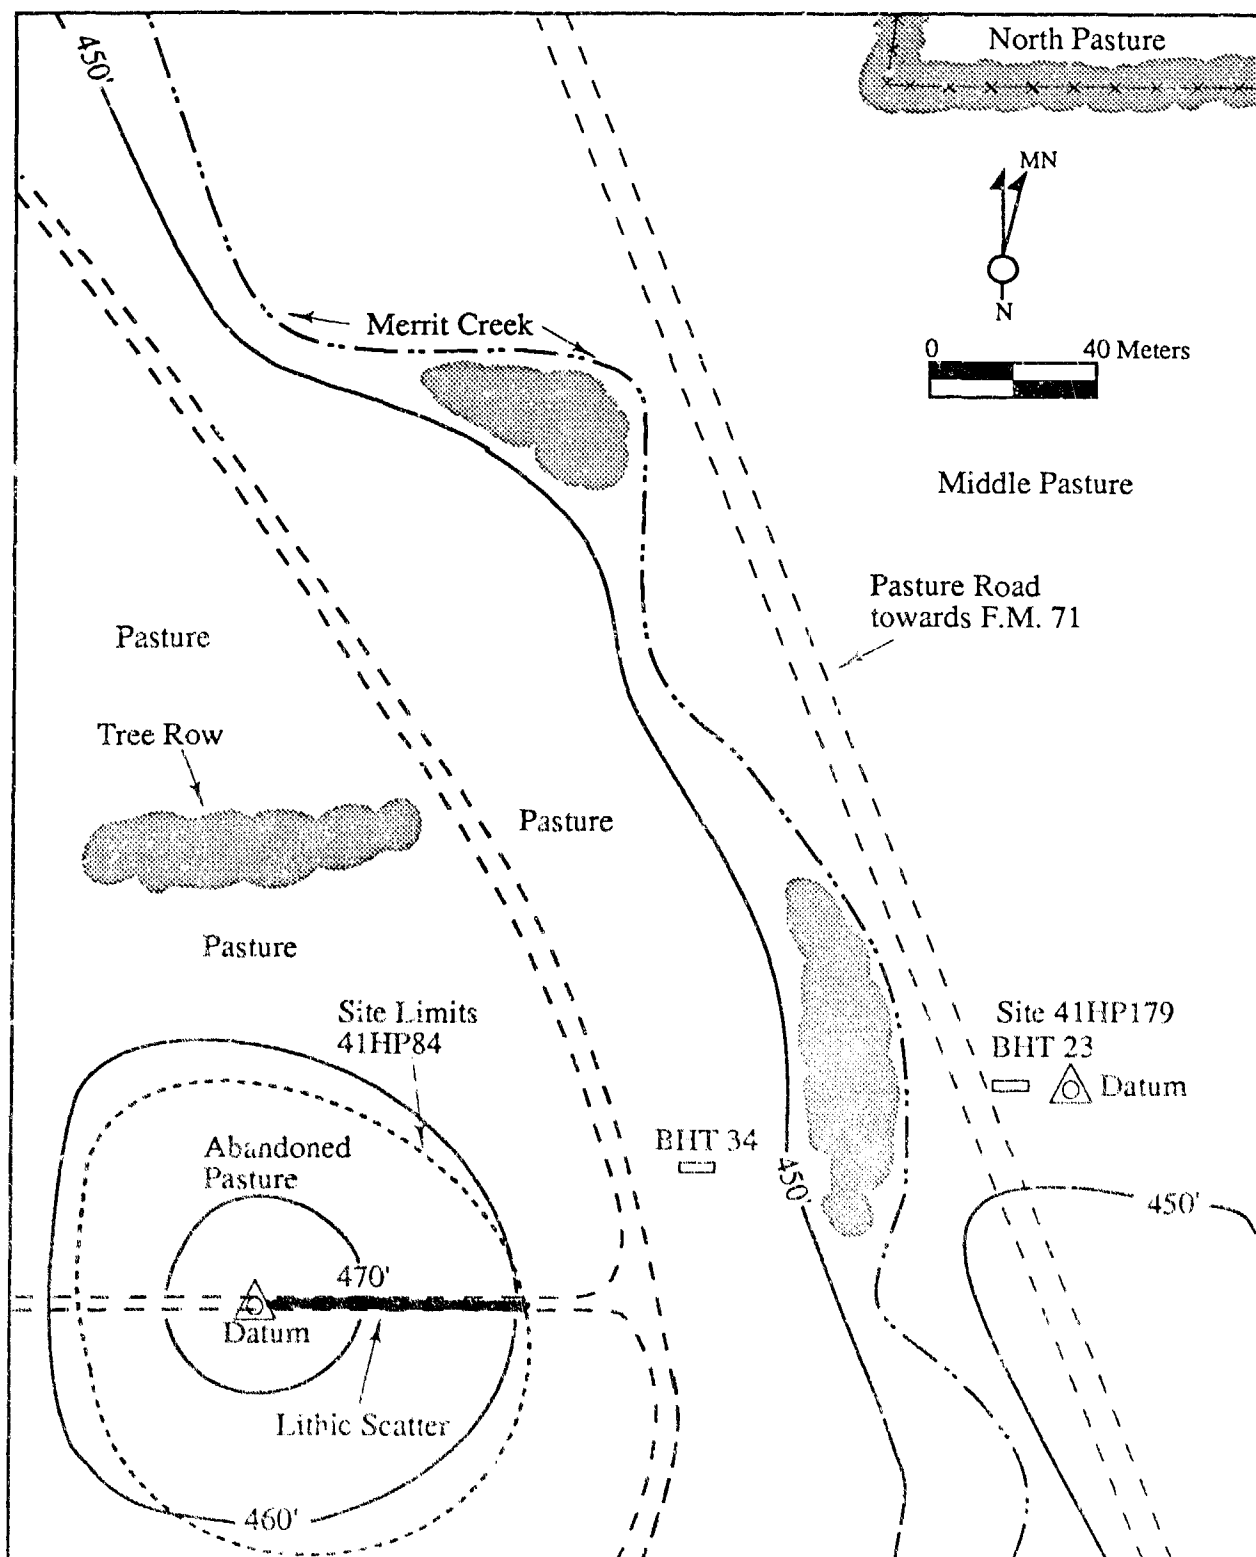 450'
North Pasture
MN
N
Merrit Creek
0 40 Meters
Middle Pasture
Pasture Road
towards F.M. 71
Pasture
Tree Row
Pasture
Pasture
Site Limits
41HP84
Site 41HP179
BHT 23
Datum
Abandoned
Pasture
BHT 34
450'
450'
470'
Datum
Lithic Scatter
460'